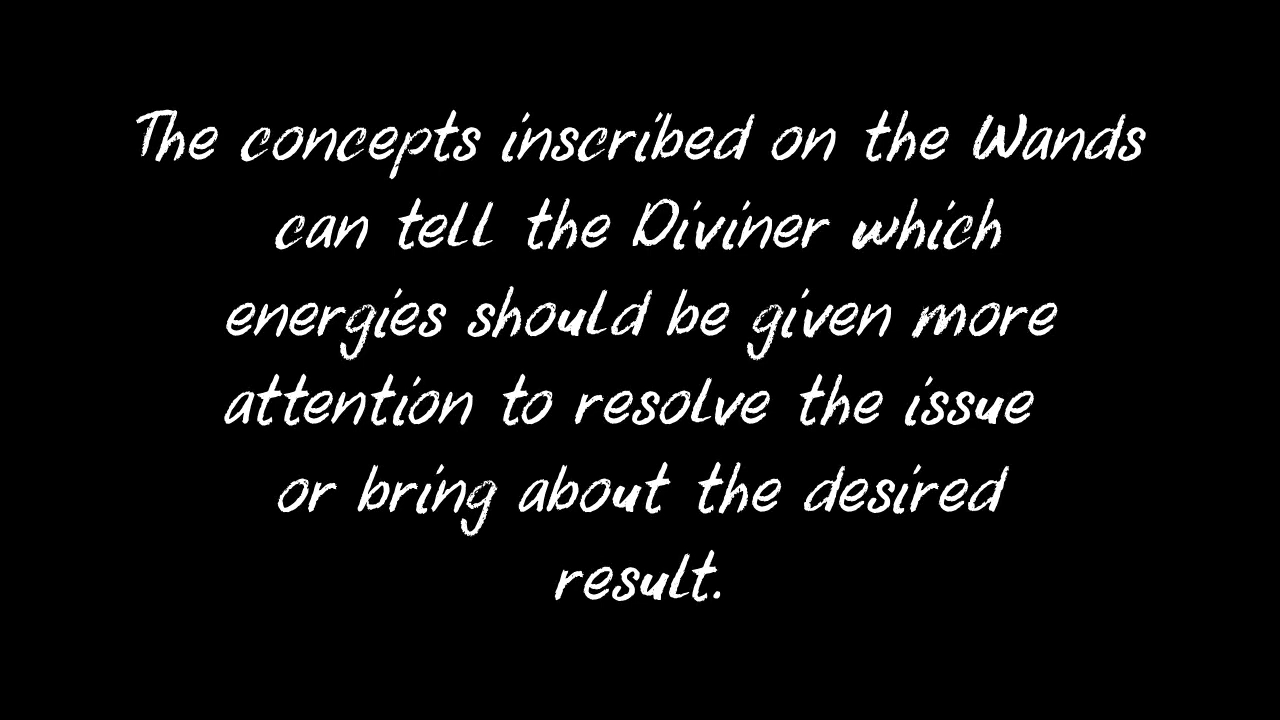 The concepts inscribed on the Wands
can tell the Diviner which
energies should be given more
attention to resolve the issue
or bring about the desired
result.